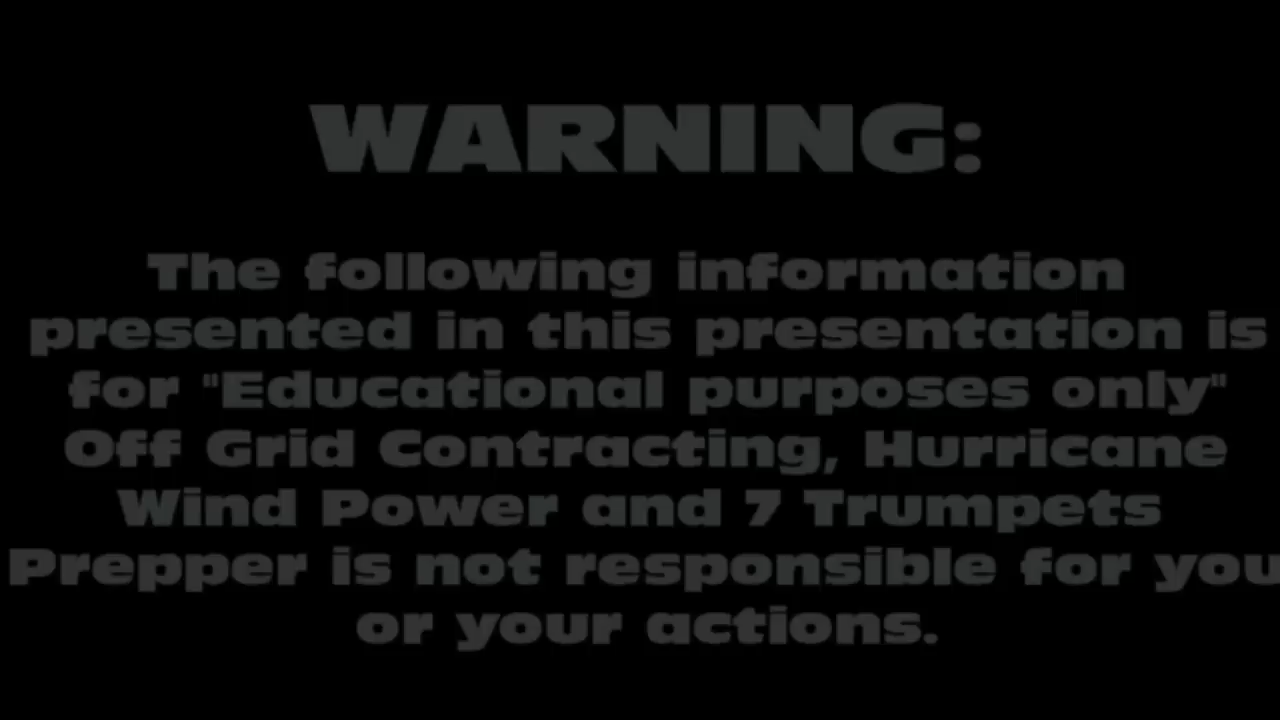 WARNING:
The following information
presented in this presentation is
for "Educational purposes only"
Off Grid Contracting, Hurricane
Wind Power and 7 Trumpets
Prepper is not responsible for you
or your actions.